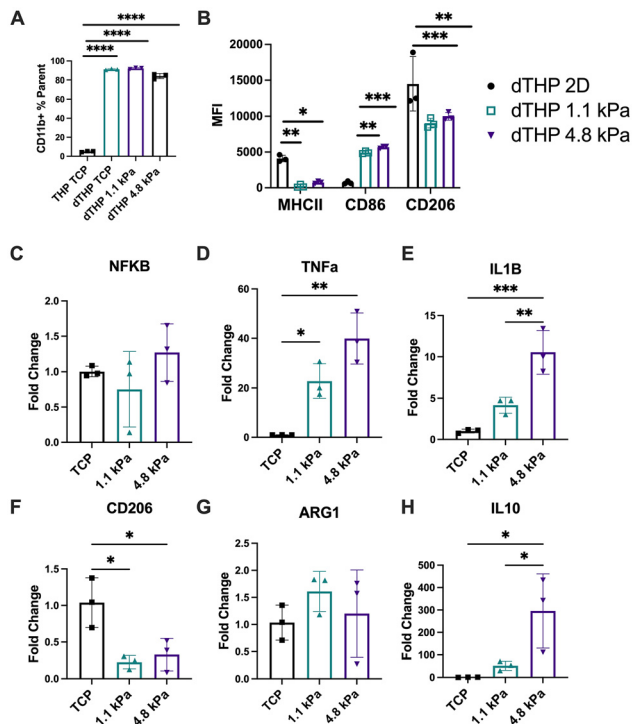 A
****
****
****
CD11b+ % Parent
100
80
60
40
20
0
THP TCP
dTHP TCP
dTHP 1.1 kPa
dTHP 4.8 kPa
B
**
***
***
*
**
**
MFI
20000
15000
10000
5000
0
MHCII
CD86
CD206
dTHP 2D
dTHP 1.1 kPa
dTHP 4.8 kPa
C
NFKB
Fold Change
2.0
1.5
1.0
0.5
0.0
TCP
1.1 kPa
4.8 kPa
D
TNFa
**
*
Fold Change
60
40
20
0
TCP
1.1 kPa
4.8 kPa
E
IL1B
***
**
Fold Change
15
10
5
0
TCP
1.1 kPa
4.8 kPa
F
CD206
*
*
Fold Change
1.5
1.0
0.5
0.0
TCP
1.1 kPa
4.8 kPa
G
ARG1
Fold Change
2.5
2.0
1.5
1.0
0.5
0.0
TCP
1.1 kPa
4.8 kPa
H
IL10
*
*
Fold Change
500
400
300
200
100
0
TCP
1.1 kPa
4.8 kPa